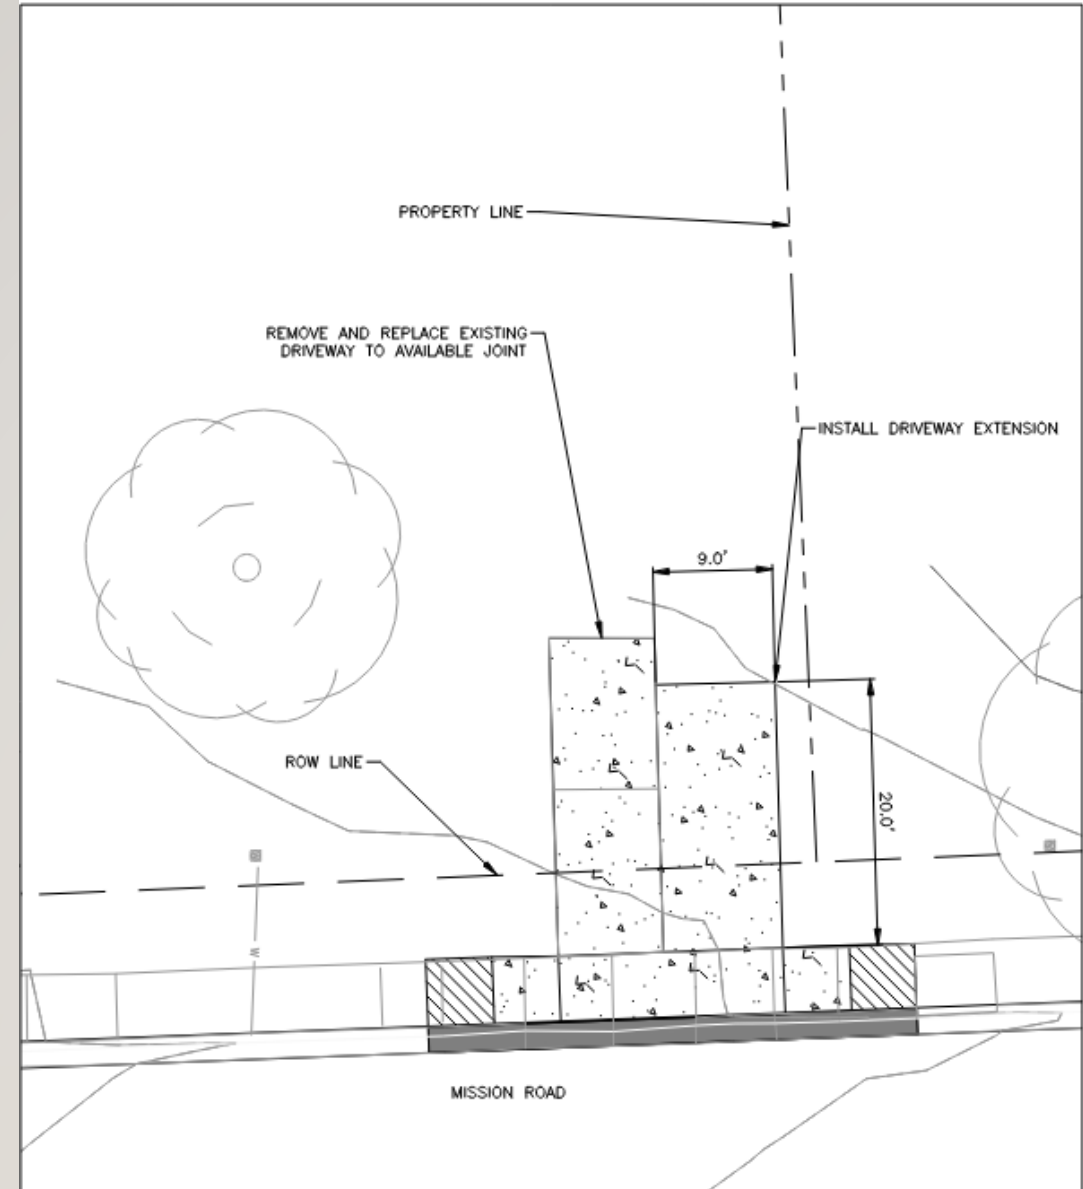 PROPERTY LINE
REMOVE AND REPLACE EXISTING
DRIVEWAY TO AVAILABLE JOINT
INSTALL DRIVEWAY EXTENSION
9.0'
ROW LINE
20.0'
W
MISSION ROAD